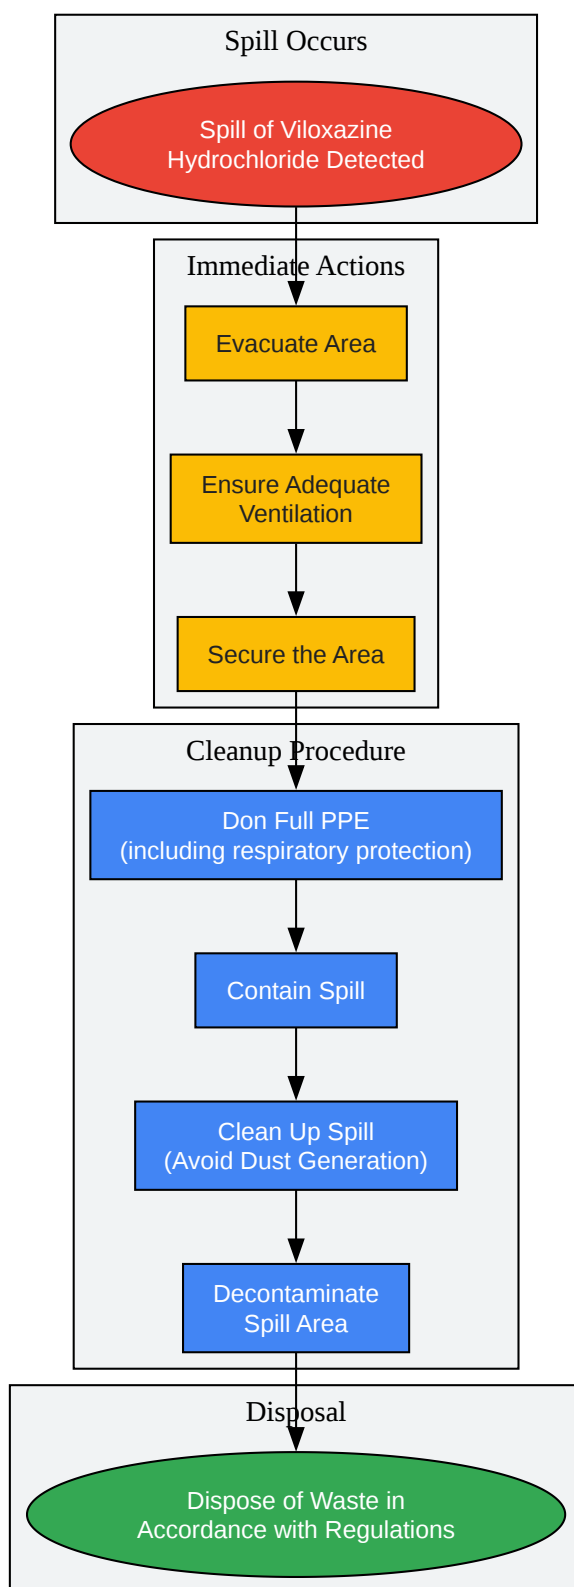 Spill Occurs
Spill of Viloxazine
Hydrochloride Detected
Immediate Actions
Evacuate Area
Ensure Adequate
Ventilation
Secure the Area
Cleanup Procedure
Don Full PPE
(including respiratory protection)
Contain Spill
Clean Up Spill
(Avoid Dust Generation)
Decontaminate
Spill Area
Disposal
Dispose of Waste in
Accordance with Regulations